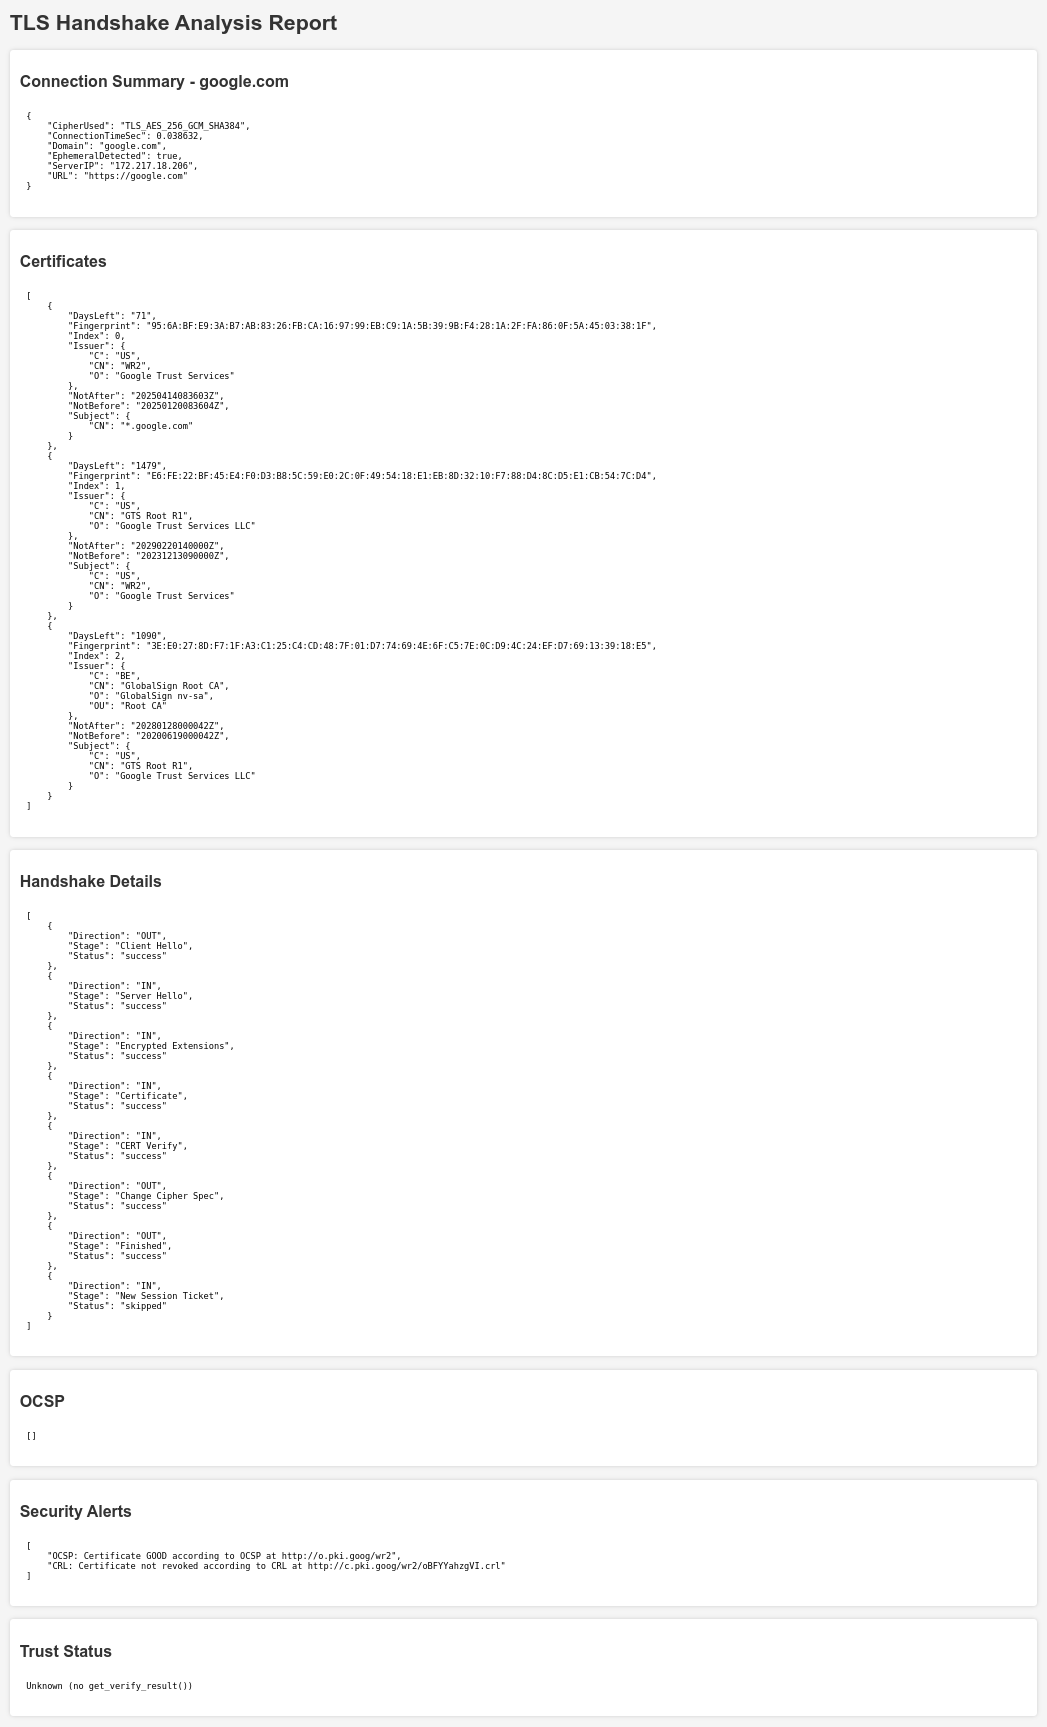 TLS Handshake Analysis Report
Connection Summary - google.com
{
    "CipherUsed": "TLS_AES_256_GCM_SHA384",
    "ConnectionTimeSec": 0.038632,
    "Domain": "google.com",
    "EphemeralDetected": true,
    "ServerIP": "172.217.18.206",
    "URL": "https://google.com"
}
Certificates
[
    {
        "DaysLeft": "71",
        "Fingerprint": "95:6A:BF:E9:3A:B7:AB:83:26:FB:CA:16:97:99:EB:C9:1A:5B:39:9B:F4:28:1A:2F:FA:86:0F:5A:45:03:38:1F",
        "Index": 0,
        "Issuer": {
            "C": "US",
            "CN": "WR2",
            "O": "Google Trust Services"
        },
        "NotAfter": "20250414083603Z",
        "NotBefore": "20250120083604Z",
        "Subject": {
            "CN": "*.google.com"
        }
    },
    {
        "DaysLeft": "1479",
        "Fingerprint": "E6:FE:22:BF:45:E4:F0:D3:B8:5C:59:E0:2C:0F:49:54:18:E1:EB:8D:32:10:F7:88:D4:8C:D5:E1:CB:54:7C:D4",
        "Index": 1,
        "Issuer": {
            "C": "US",
            "CN": "GTS Root R1",
            "O": "Google Trust Services LLC"
        },
        "NotAfter": "20290220140000Z",
        "NotBefore": "20231213090000Z",
        "Subject": {
            "C": "US",
            "CN": "WR2",
            "O": "Google Trust Services"
        }
    },
    {
        "DaysLeft": "1090",
        "Fingerprint": "3E:E0:27:8D:F7:1F:A3:C1:25:C4:CD:48:7F:01:D7:74:69:4E:6F:C5:7E:0C:D9:4C:24:EF:D7:69:13:39:18:E5",
        "Index": 2,
        "Issuer": {
            "C": "BE",
            "CN": "GlobalSign Root CA",
            "O": "GlobalSign nv-sa",
            "OU": "Root CA"
        },
        "NotAfter": "20280128000042Z",
        "NotBefore": "20200619000042Z",
        "Subject": {
            "C": "US",
            "CN": "GTS Root R1",
            "O": "Google Trust Services LLC"
        }
    }
]
Handshake Details
[
    {
        "Direction": "OUT",
        "Stage": "Client Hello",
        "Status": "success"
    },
    {
        "Direction": "IN",
        "Stage": "Server Hello",
        "Status": "success"
    },
    {
        "Direction": "IN",
        "Stage": "Encrypted Extensions",
        "Status": "success"
    },
    {
        "Direction": "IN",
        "Stage": "Certificate",
        "Status": "success"
    },
    {
        "Direction": "IN",
        "Stage": "CERT Verify",
        "Status": "success"
    },
    {
        "Direction": "OUT",
        "Stage": "Change Cipher Spec",
        "Status": "success"
    },
    {
        "Direction": "OUT",
        "Stage": "Finished",
        "Status": "success"
    },
    {
        "Direction": "IN",
        "Stage": "New Session Ticket",
        "Status": "skipped"
    }
]
OCSP
[]
Security Alerts
[
    "OCSP: Certificate GOOD according to OCSP at http://o.pki.goog/wr2",
    "CRL: Certificate not revoked according to CRL at http://c.pki.goog/wr2/oBFYYahzgVI.crl"
]
Trust Status
Unknown (no get_verify_result())